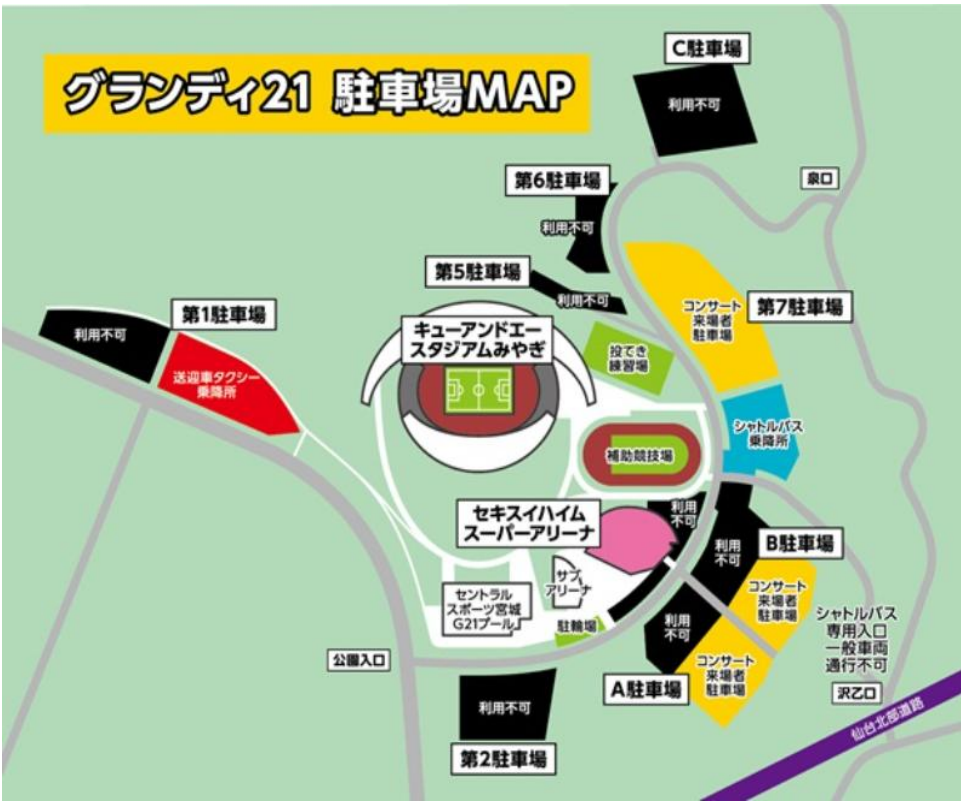 グランディ21 駐車場MAP
C駐車場
利用不可
泉口
第6駐車場
利用不可
第5駐車場
利用不可
コンサート
来場者
駐車場
第7駐車場
第1駐車場
利用不可
送迎車タクシー
乗降所
キューアンドエー
スタジアムみやぎ
投てき
練習場
シャトルバス
乗降所
補助競技場
セキスイハイム
スーパーアリーナ
利用
不可
利用
不可
B駐車場
サブ
アリーナ
セントラル
スポーツ宮城
G21プール
駐輪場
利用
不可
コンサート
来場者
駐車場
シャトルバス
専用入口
一般車両
通行不可
公園入口
コンサート
来場者
駐車場
A駐車場
沢乙口
利用不可
第2駐車場
仙台北部道路